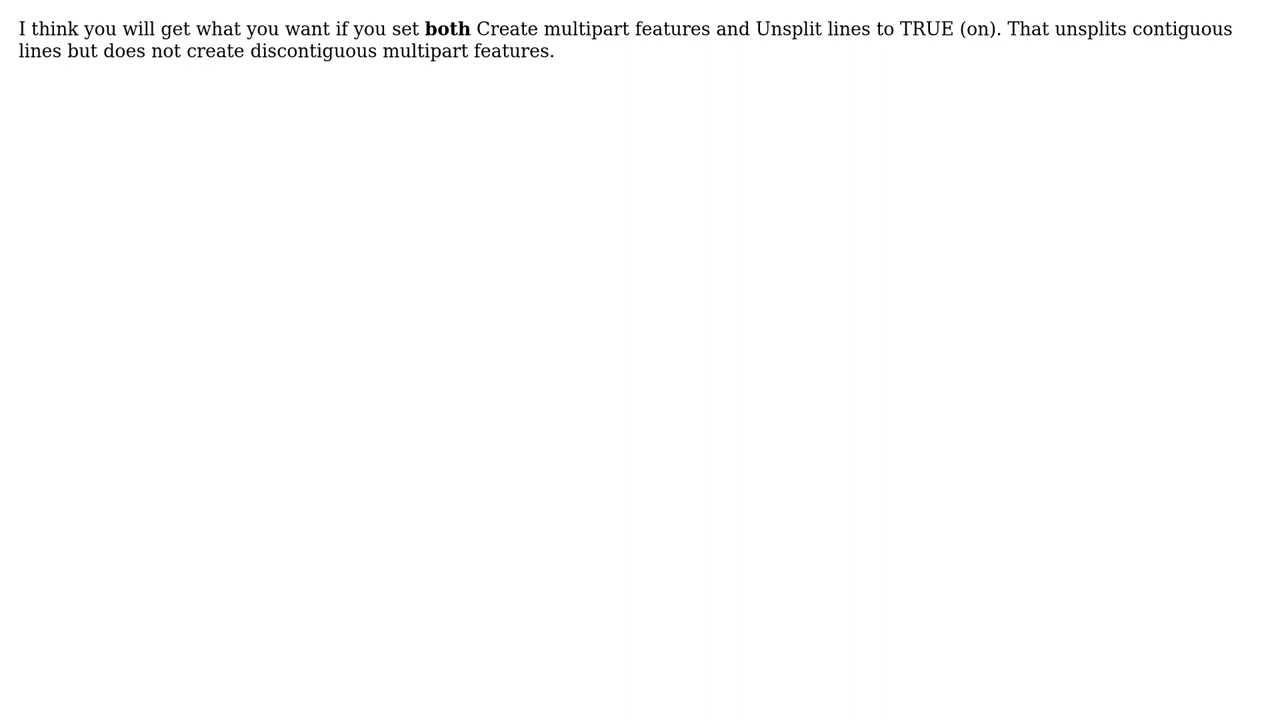 I think you will get what you want if you set both Create multipart features and Unsplit lines to TRUE (on). That unsplits contiguous
lines but does not create discontiguous multipart features.